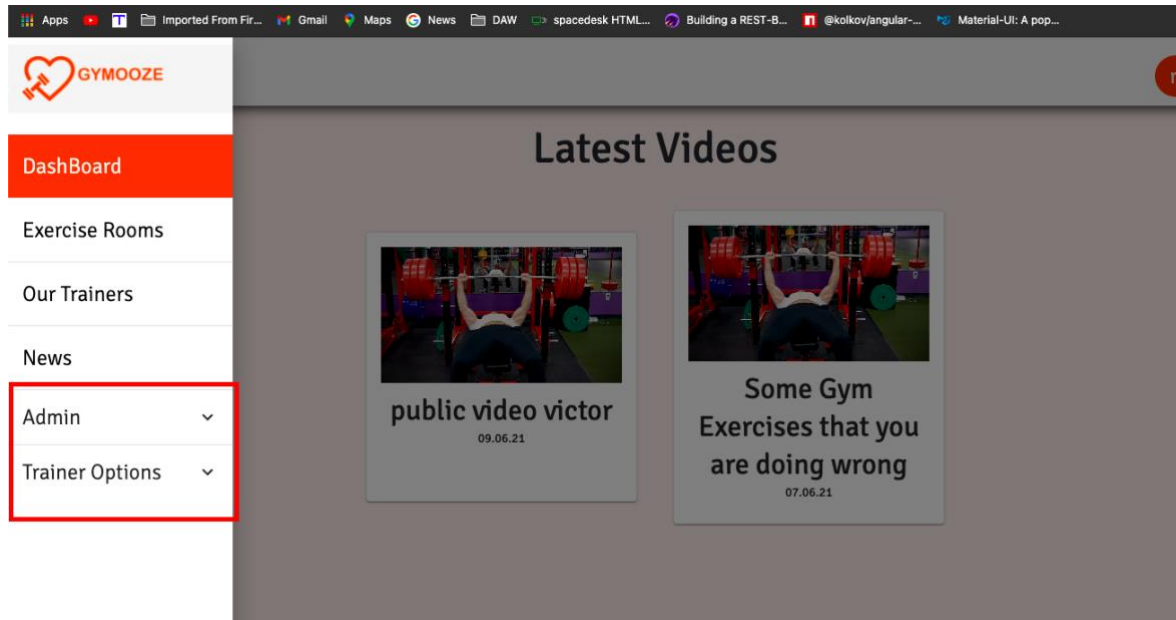 Apps
Imported From Fir...
Gmail
Maps
News
DAW
spacedesk HTML...
Building a REST-B...
@kolkov/angular-...
Material-UI: A pop...
GYMOOZE
DashBoard
Exercise Rooms
Our Trainers
News
Admin
Trainer Options
Latest Videos
public video victor
09.06.21
Some Gym
Exercises that you
are doing wrong
07.06.21